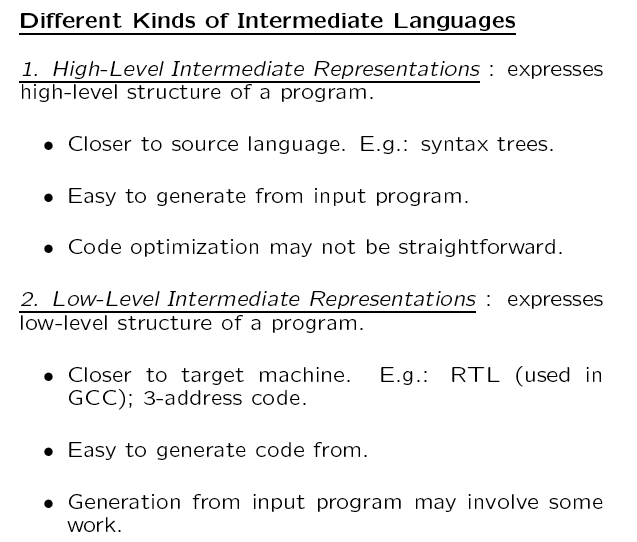 Different Kinds of Intermediate Languages
1. High-Level Intermediate Representations : expresses
high-level structure of a program.
• Closer to source language. E.g.: syntax trees.
• Easy to generate from input program.
• Code optimization may not be straightforward.
2. Low-Level Intermediate Representations : expresses
low-level structure of a program.
• Closer to target machine. E.g.: RTL (used in
GCC); 3-address code.
• Easy to generate code from.
• Generation from input program may involve some
work.